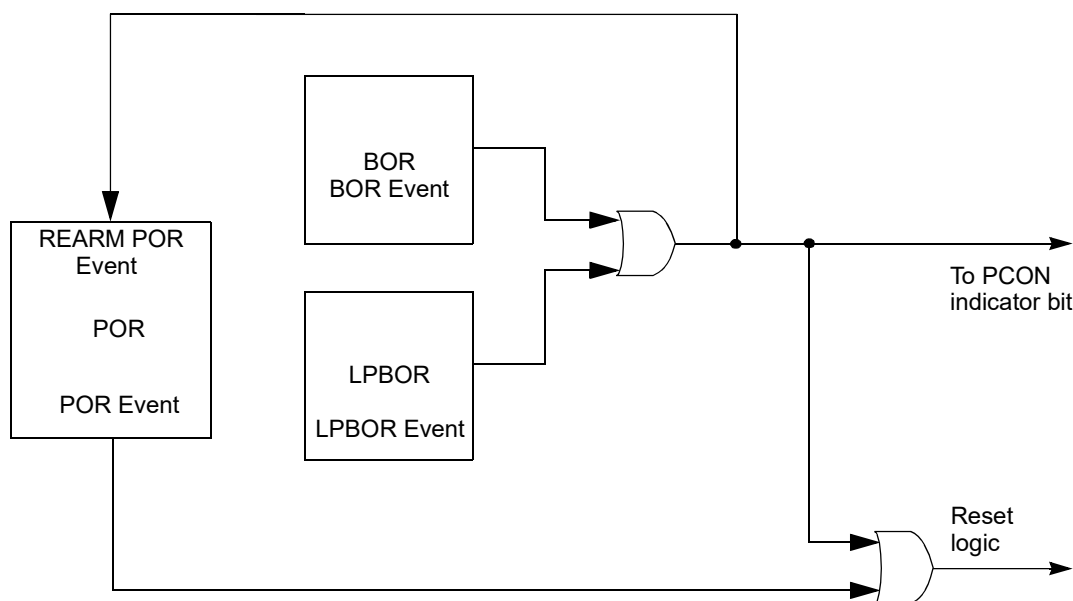 BOR
BOR Event
REARM POR
Event
POR
POR Event
LPBOR
LPBOR Event
To PCON
indicator bit
Reset
logic